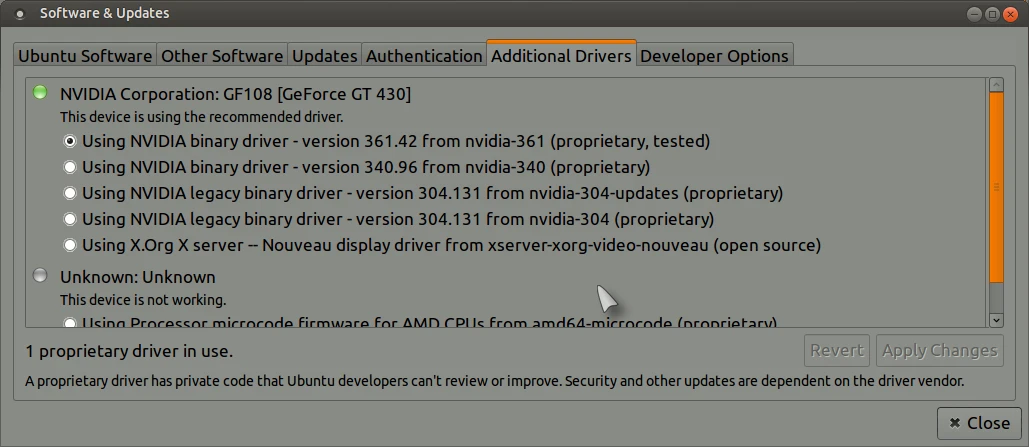 Software & Updates
Ubuntu Software
Other Software
Updates
Authentication
Additional Drivers
Developer Options
NVIDIA Corporation: GF108 [GeForce GT 430]
This device is using the recommended driver.
Using NVIDIA binary driver - version 361.42 from nvidia-361 (proprietary, tested)
Using NVIDIA binary driver - version 340.96 from nvidia-340 (proprietary)
Using NVIDIA legacy binary driver - version 304.131 from nvidia-304-updates (proprietary)
Using NVIDIA legacy binary driver - version 304.131 from nvidia-304 (proprietary)
Using X.Org X server -- Nouveau display driver from xserver-xorg-video-nouveau (open source)
Unknown: Unknown
This device is not working.
Using Processor microcode firmware for AMD CPUs from amd64-microcode (proprietary)
1 proprietary driver in use.
Revert
Apply Changes
A proprietary driver has private code that Ubuntu developers can't review or improve. Security and other updates are dependent on the driver vendor.
Close